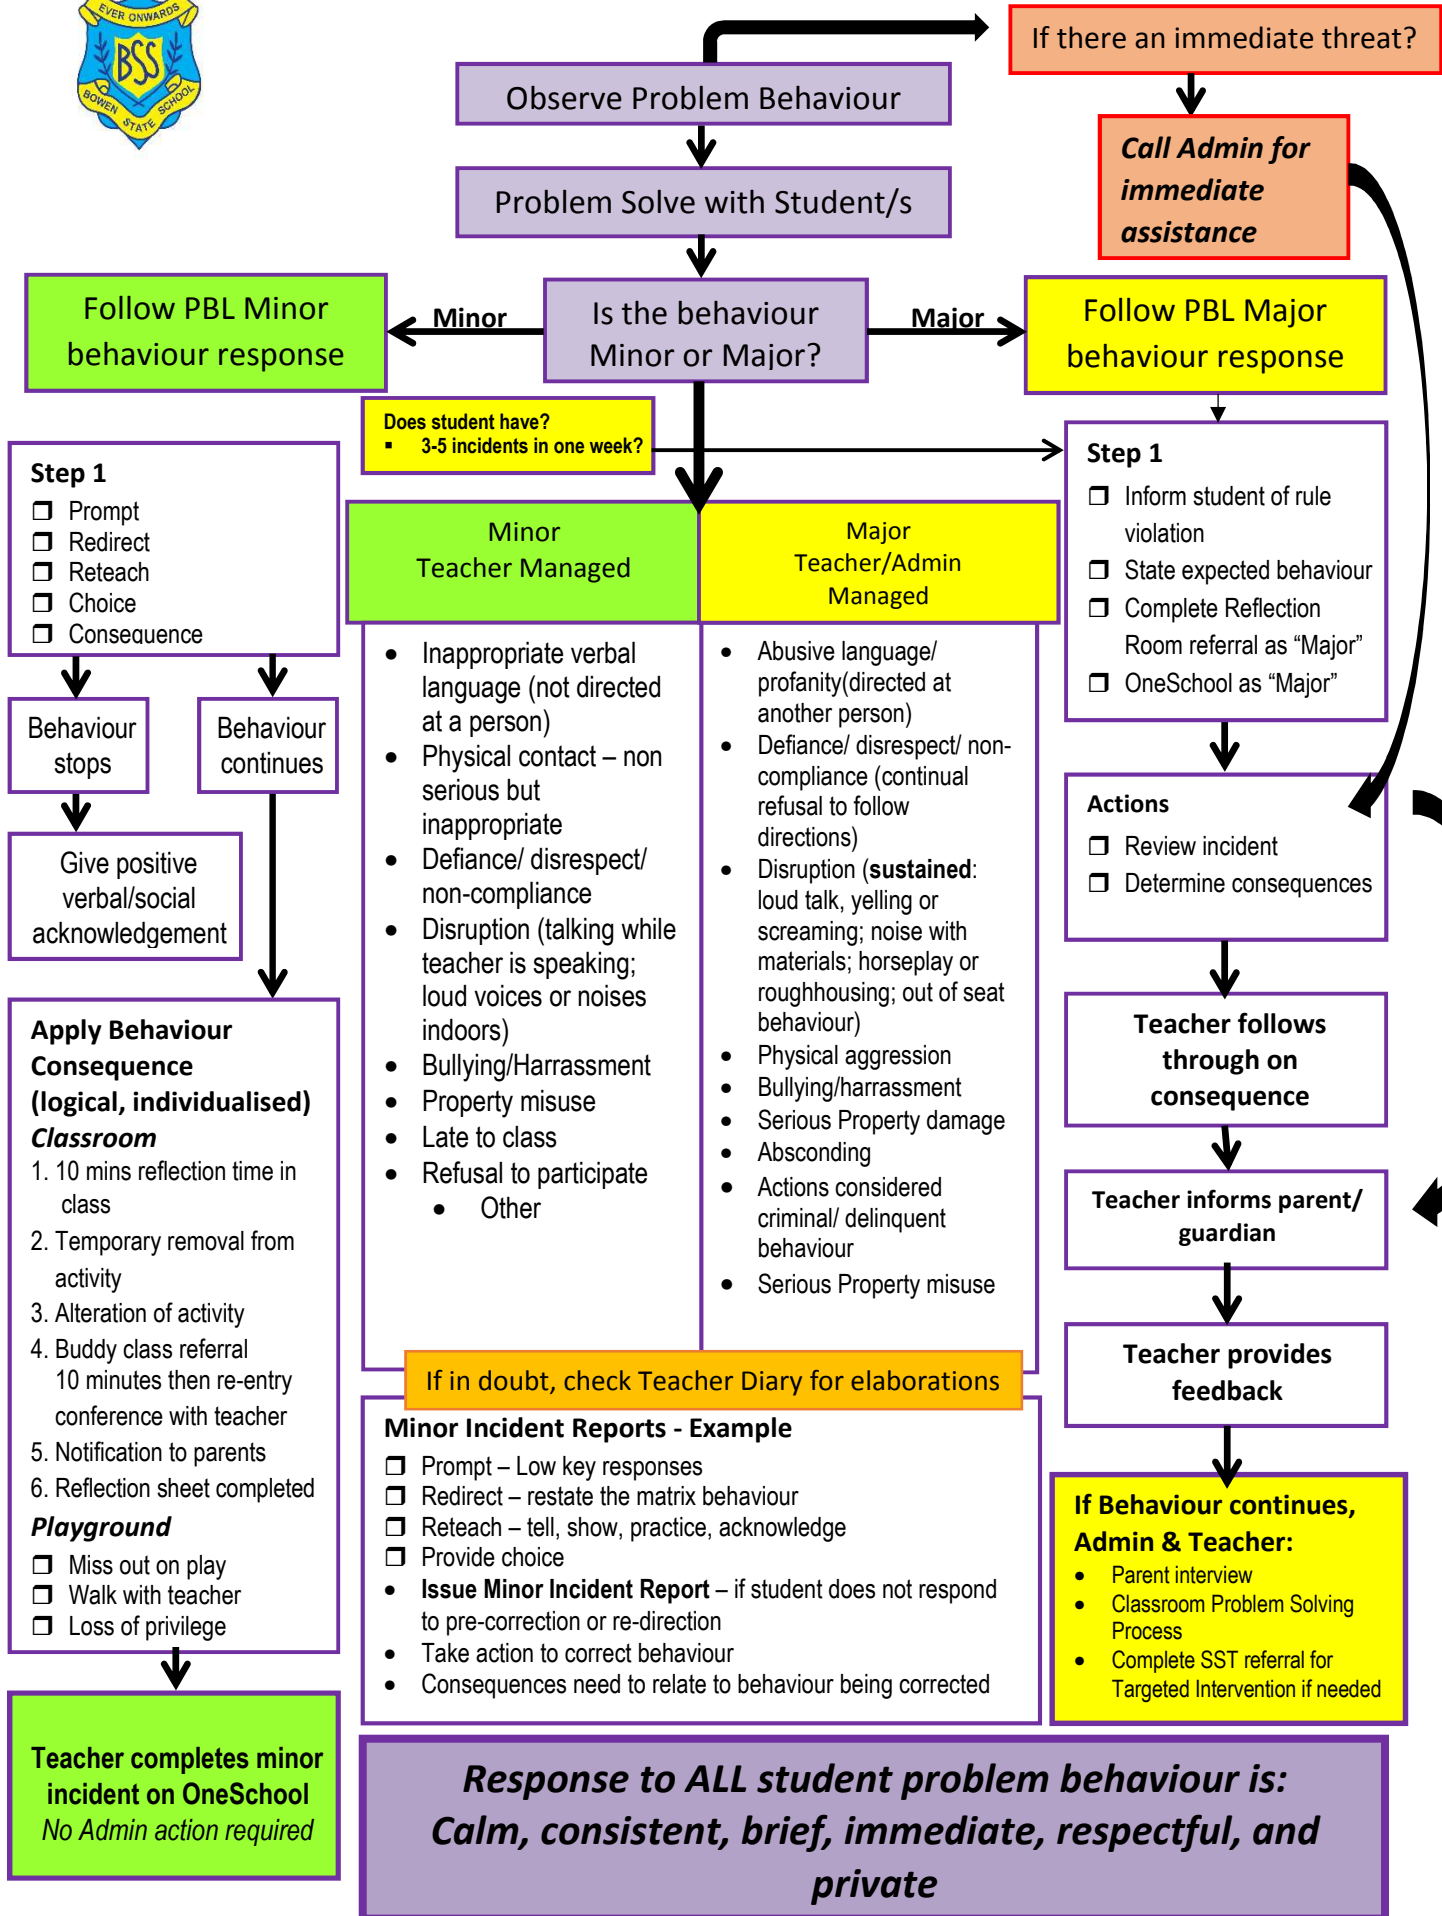 EVER ONWARDS
BSS
BOWEN STATE SCHOOL
If there an immediate threat?
Observe Problem Behaviour
Call Admin for
immediate
assistance
Problem Solve with Student/s
Follow PBL Minor
behaviour response
Minor
Is the behaviour
Minor or Major?
Major
Follow PBL Major
behaviour response
Does student have?
▪ 3-5 incidents in one week?
Step 1
❒ Prompt
❒ Redirect
❒ Reteach
❒ Choice
❒ Consequence
Behaviour
stops
Behaviour
continues
Give positive
verbal/social
acknowledgement
Apply Behaviour
Consequence
(logical, individualised)
Classroom
1. 10 mins reflection time in
class
2. Temporary removal from
activity
3. Alteration of activity
4. Buddy class referral
10 minutes then re-entry
conference with teacher
5. Notification to parents
6. Reflection sheet completed
Playground
❒ Miss out on play
❒ Walk with teacher
❒ Loss of privilege
Teacher completes minor
incident on OneSchool
No Admin action required
Minor
Teacher Managed
• Inappropriate verbal
language (not directed
at a person)
• Physical contact – non
serious but
inappropriate
• Defiance/ disrespect/
non-compliance
• Disruption (talking while
teacher is speaking;
loud voices or noises
indoors)
• Bullying/Harrassment
• Property misuse
• Late to class
• Refusal to participate
• Other
Major
Teacher/Admin
Managed
• Abusive language/
profanity(directed at
another person)
• Defiance/ disrespect/ non-
compliance (continual
refusal to follow
directions)
• Disruption (sustained:
loud talk, yelling or
screaming; noise with
materials; horseplay or
roughhousing; out of seat
behaviour)
• Physical aggression
• Bullying/harrassment
• Serious Property damage
• Absconding
• Actions considered
criminal/ delinquent
behaviour
• Serious Property misuse
If in doubt, check Teacher Diary for elaborations
Minor Incident Reports - Example
❒ Prompt – Low key responses
❒ Redirect – restate the matrix behaviour
❒ Reteach – tell, show, practice, acknowledge
❒ Provide choice
• Issue Minor Incident Report – if student does not respond
to pre-correction or re-direction
• Take action to correct behaviour
• Consequences need to relate to behaviour being corrected
Step 1
❒ Inform student of rule
violation
❒ State expected behaviour
❒ Complete Reflection
Room referral as “Major”
❒ OneSchool as “Major”
Actions
❒ Review incident
❒ Determine consequences
Teacher follows
through on
consequence
Teacher informs parent/
guardian
Teacher provides
feedback
If Behaviour continues,
Admin & Teacher:
• Parent interview
• Classroom Problem Solving
Process
• Complete SST referral for
Targeted Intervention if needed
Response to ALL student problem behaviour is:
Calm, consistent, brief, immediate, respectful, and
private